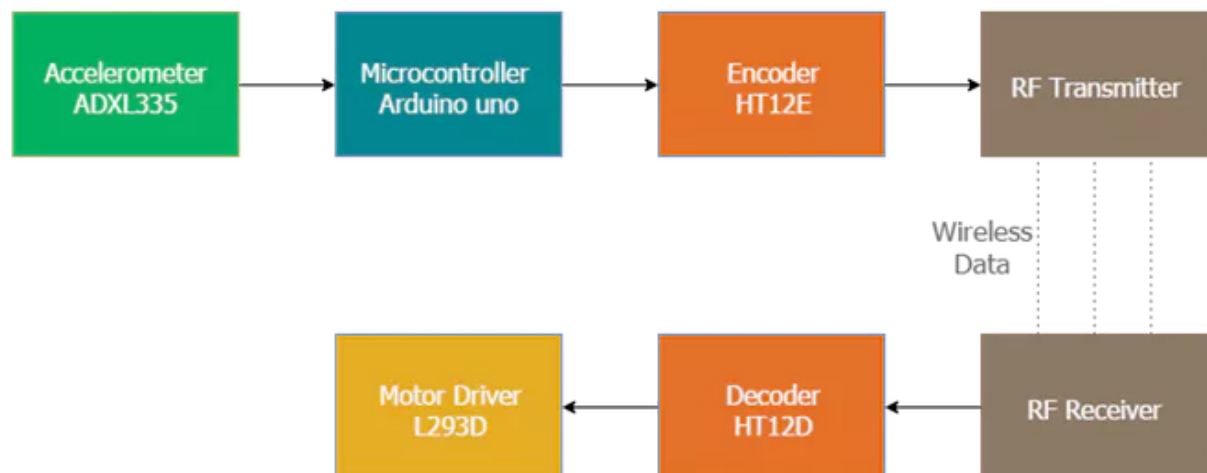 Accelerometer
ADXL335
Microcontroller
Arduino uno
Encoder
HT12E
RF Transmitter
Wireless
Data
Motor Driver
L293D
Decoder
HT12D
RF Receiver